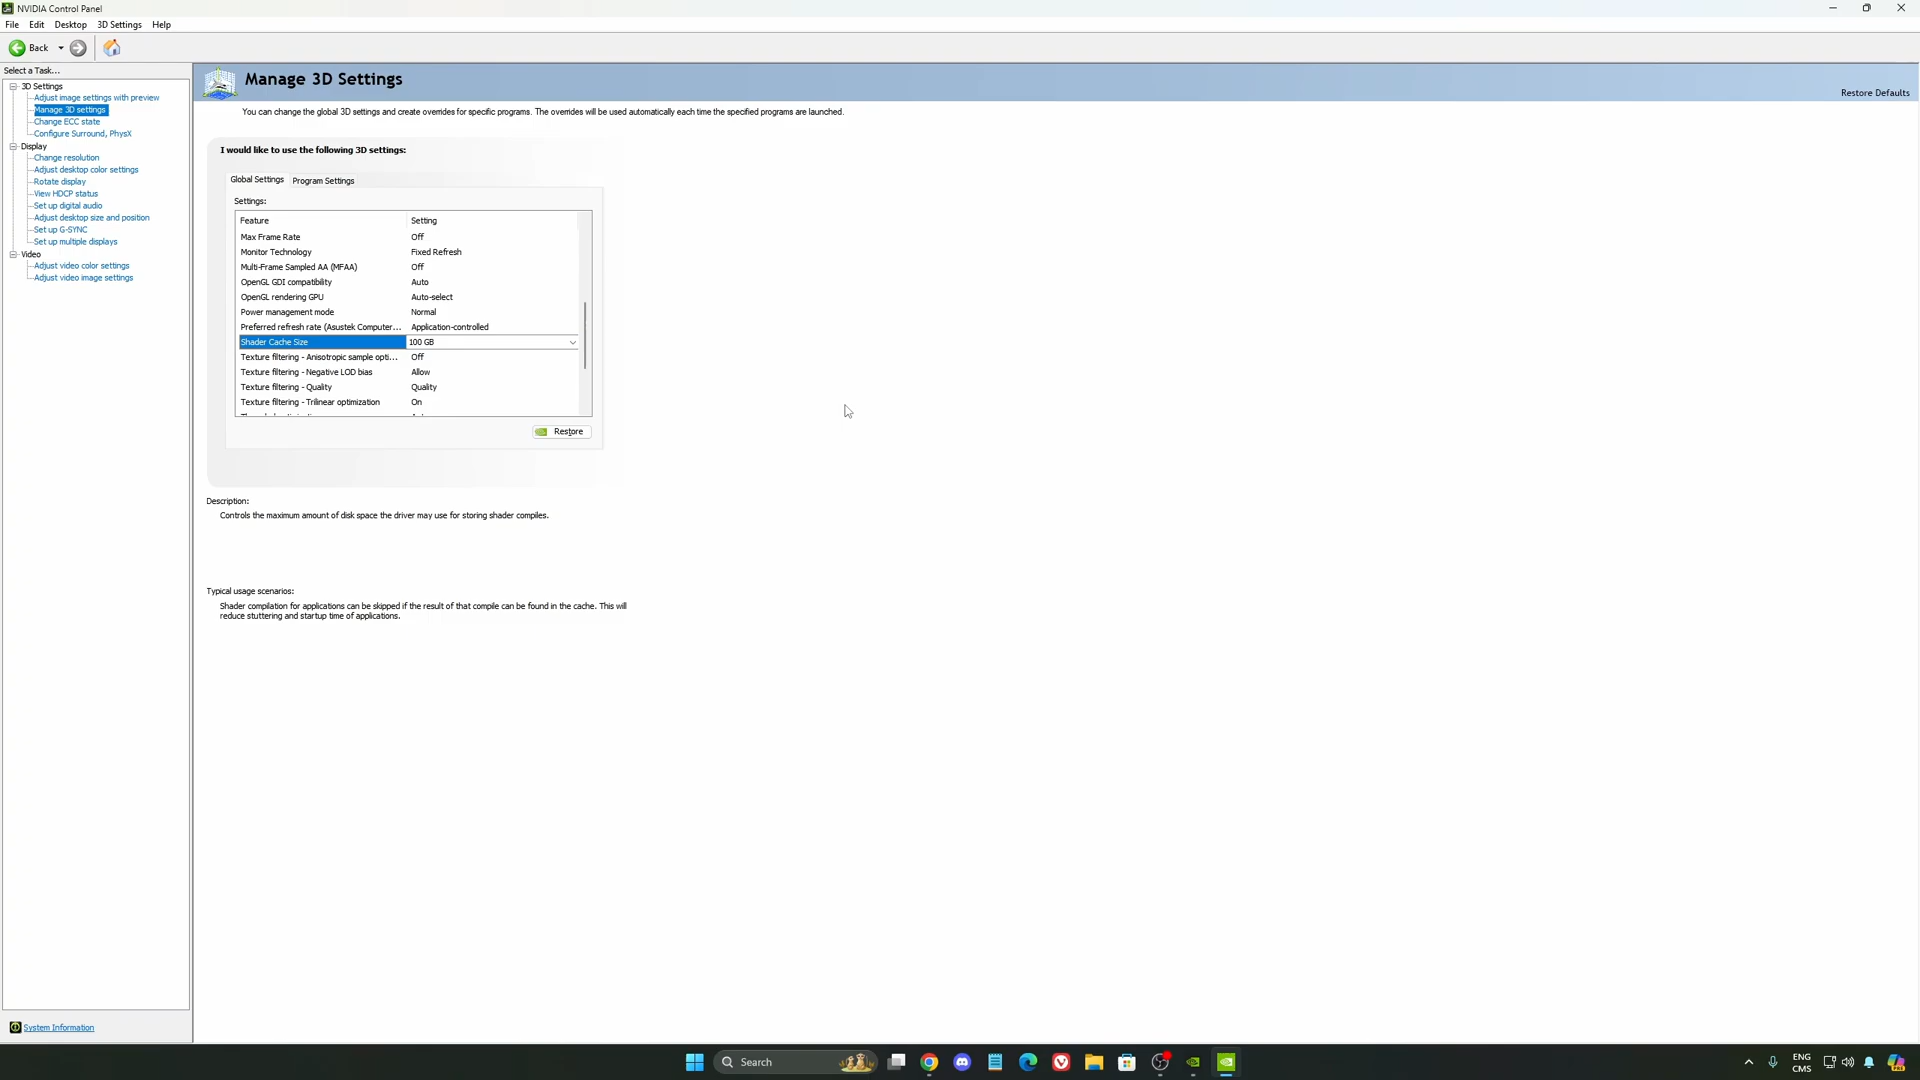 NVIDIA Control Panel
File Edit Desktop 3D Settings Help
Back
Select a Task...
3D Settings
Adjust image settings with preview
Manage 3D settings
Change ECC state
Configure Surround, PhysX
Display
Change resolution
Adjust desktop color settings
Rotate display
View HDCP status
Set up digital audio
Adjust desktop size and position
Set up G-SYNC
Set up multiple displays
Video
Adjust video color settings
Adjust video image settings
System Information
Manage 3D Settings
Restore Defaults
You can change the global 3D settings and create overrides for specific programs. The overrides will be used automatically each time the specified programs are launched.
I would like to use the following 3D settings:
Global Settings Program Settings
Settings:
Feature Setting
Max Frame Rate Off
Monitor Technology Fixed Refresh
Multi-Frame Sampled AA (MFAA) Off
OpenGL GDI compatibility Auto
OpenGL rendering GPU Auto-select
Power management mode Normal
Preferred refresh rate (Asustek Computer... Application-controlled
Shader Cache Size 100 GB
Texture filtering - Anisotropic sample opti... Off
Texture filtering - Negative LOD bias Allow
Texture filtering - Quality Quality
Texture filtering - Trilinear optimization On
Restore
Description:
Controls the maximum amount of disk space the driver may use for storing shader compiles.
Typical usage scenarios:
Shader compilation for applications can be skipped if the result of that compile can be found in the cache. This will
reduce stuttering and startup time of applications.
Search
ENG
CMS